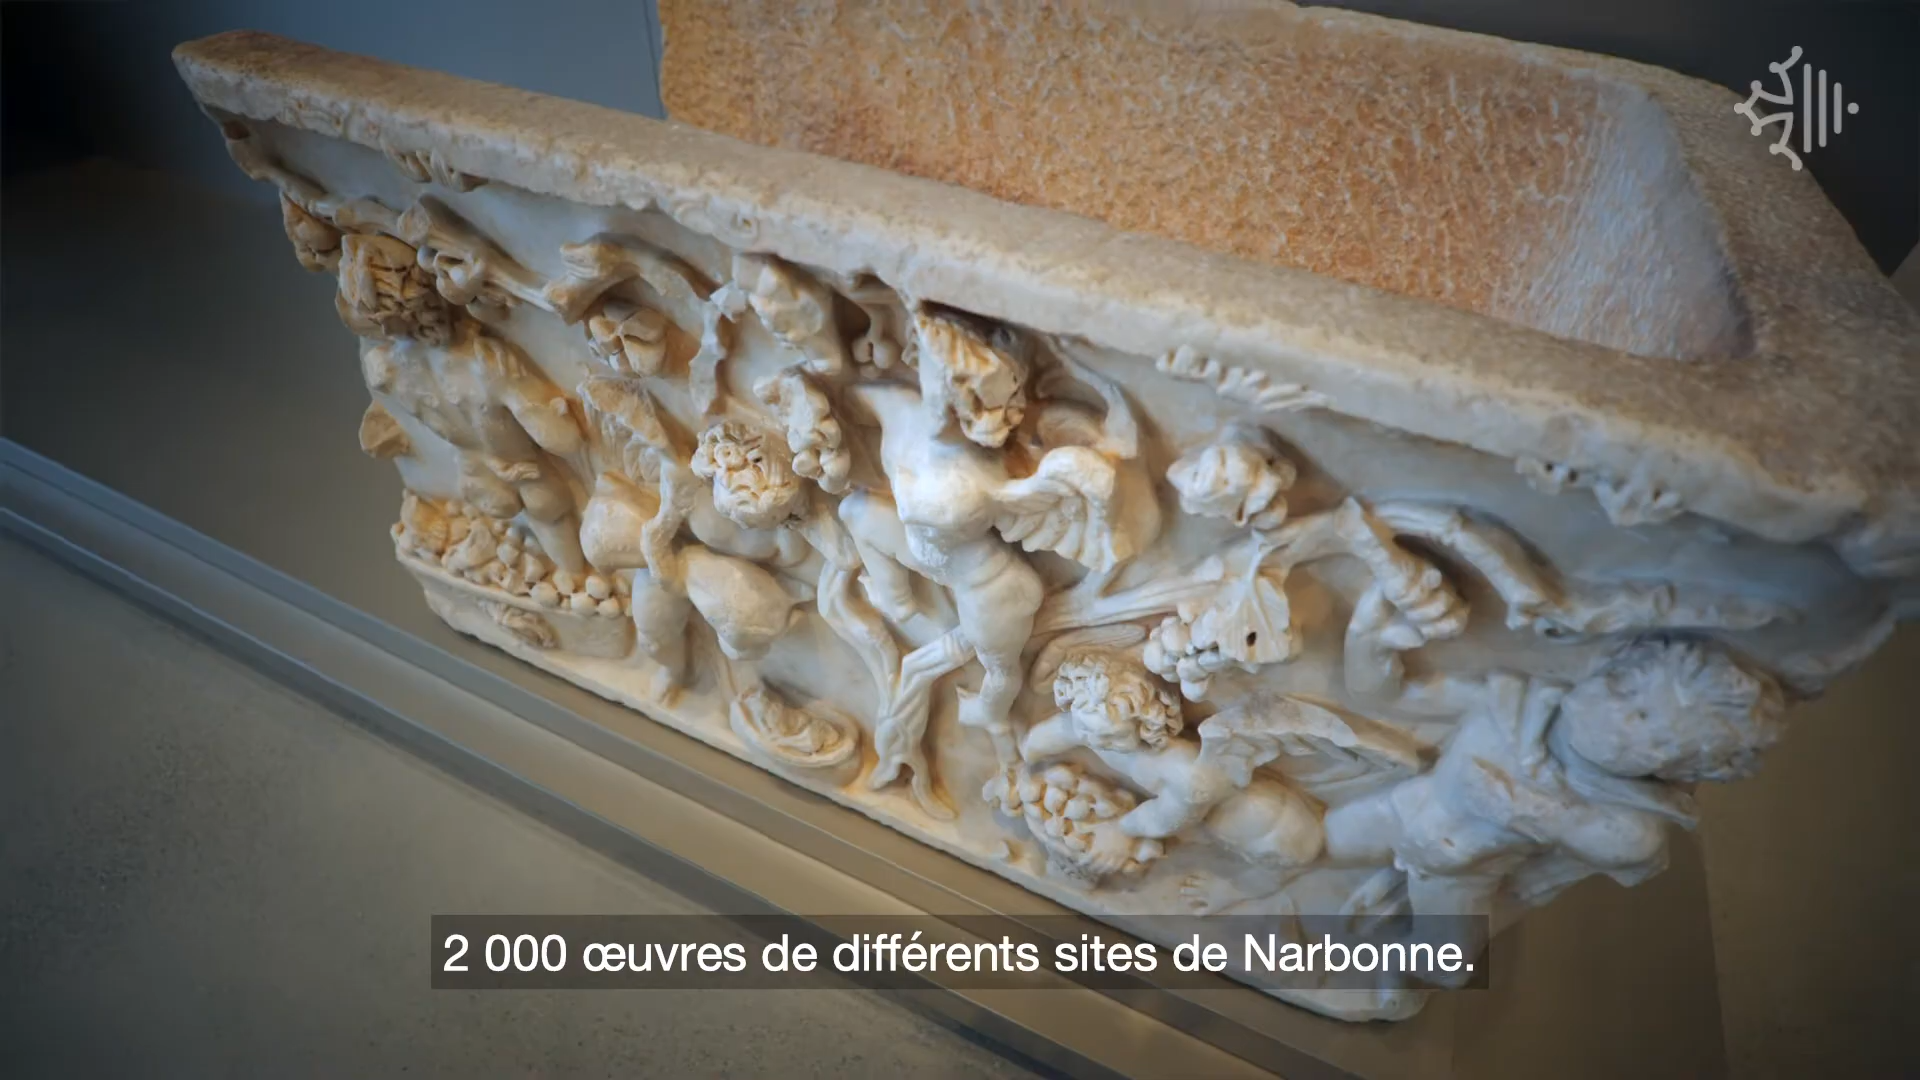 2 000 œuvres de différents sites de Narbonne.